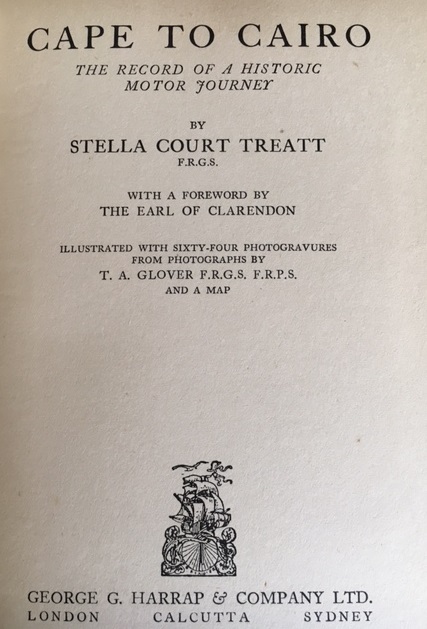 CAPE TO CAIRO
THE RECORD OF A HISTORIC
MOTOR JOURNEY
BY
STELLA COURT TREATT
F.R.G.S.
WITH A FOREWORD BY
THE EARL OF CLARENDON
ILLUSTRATED WITH SIXTY-FOUR PHOTOGRAVURES
FROM PHOTOGRAPHS BY
T. A. GLOVER F.R.G.S. F.R.P.S.
AND A MAP
GEORGE G. HARRAP & COMPANY LTD.
LONDON CALCUTTA SYDNEY